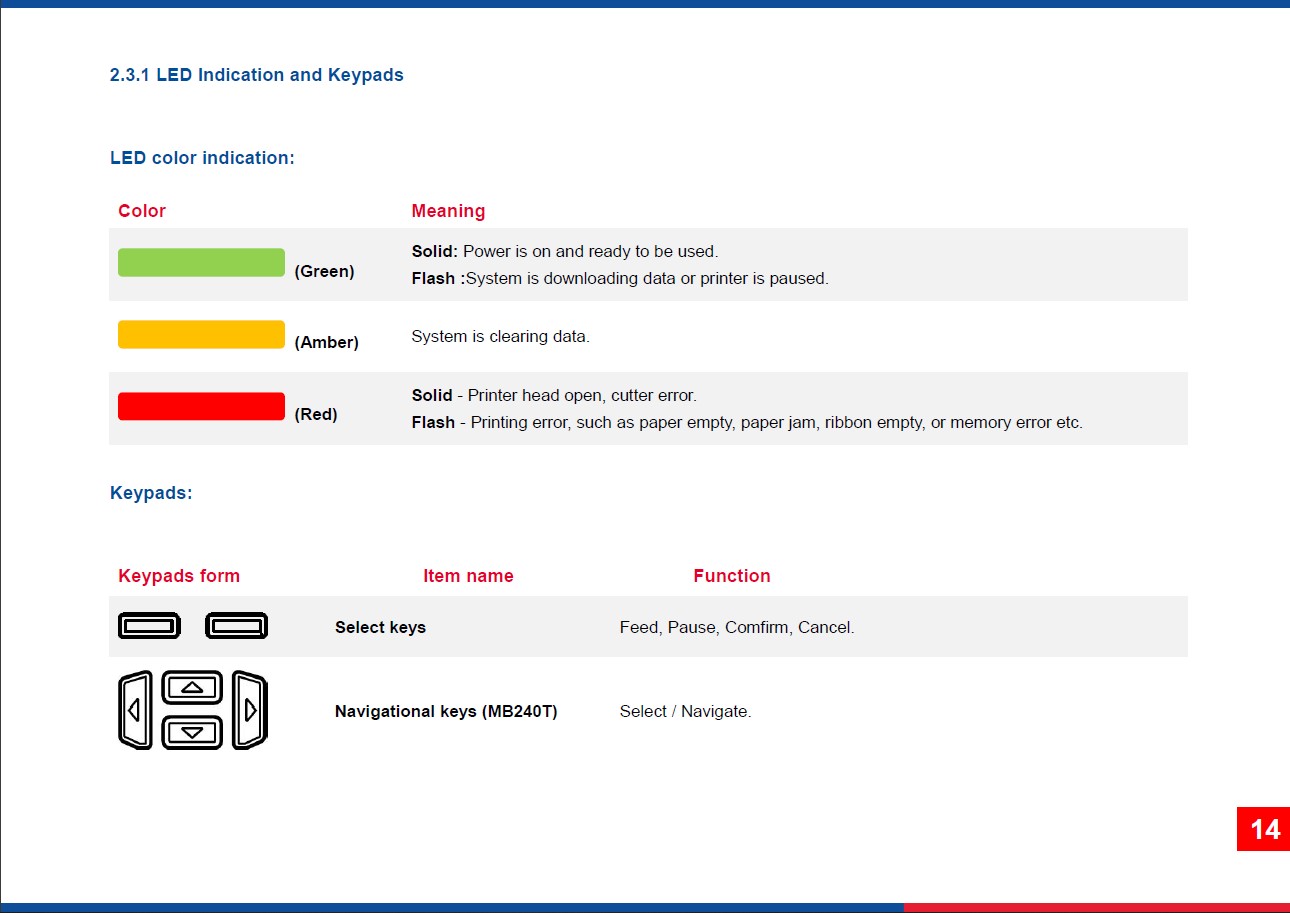 2.3.1 LED Indication and Keypads
LED color indication:
Color Meaning
(Green) Solid: Power is on and ready to be used.
Flash :System is downloading data or printer is paused.
(Amber) System is clearing data.
(Red) Solid - Printer head open, cutter error.
Flash - Printing error, such as paper empty, paper jam, ribbon empty, or memory error etc.
Keypads:
Keypads form Item name Function
Select keys Feed, Pause, Comfirm, Cancel.
Navigational keys (MB240T) Select / Navigate.
14